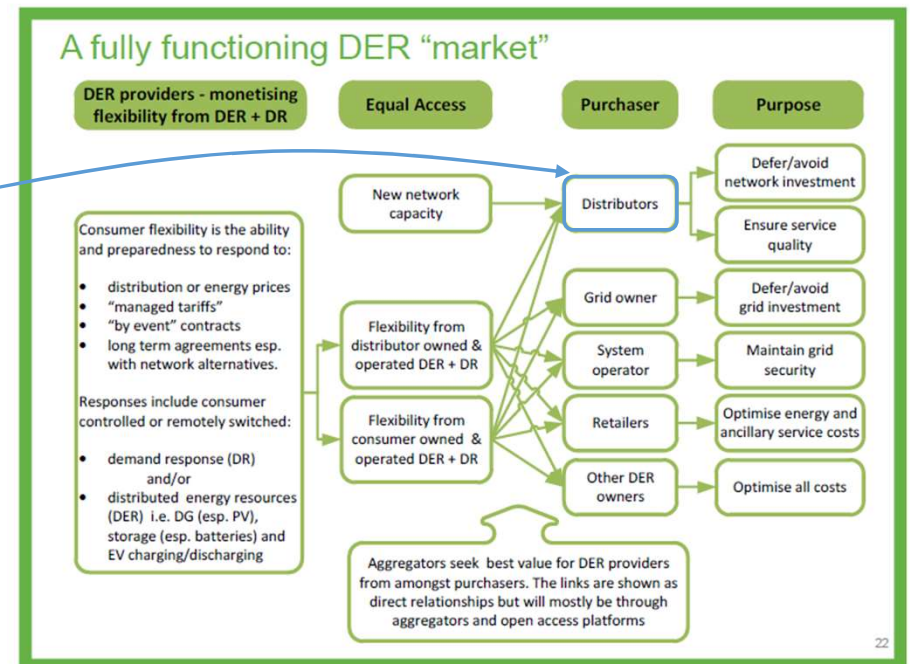 A fully functioning DER “market”
DER providers - monetising
flexibility from DER + DR
Equal Access
Purchaser
Purpose
Consumer flexibility is the ability
and preparedness to respond to:
• distribution or energy prices
• “managed tariffs”
• “by event” contracts
• long term agreements esp.
with network alternatives.
Responses include consumer
controlled or remotely switched:
• demand response (DR)
and/or
• distributed energy resources
(DER) i.e. DG (esp. PV),
storage (esp. batteries) and
EV charging/discharging
New network
capacity
Flexibility from
distributor owned &
operated DER + DR
Flexibility from
consumer owned &
operated DER + DR
Distributors
Grid owner
System
operator
Retailers
Other DER
owners
Defer/avoid
network investment
Ensure service
quality
Defer/avoid
grid investment
Maintain grid
security
Optimise energy and
ancillary service costs
Optimise all costs
Aggregators seek best value for DER providers
from amongst purchasers. The links are shown as
direct relationships but will mostly be through
aggregators and open access platforms
22